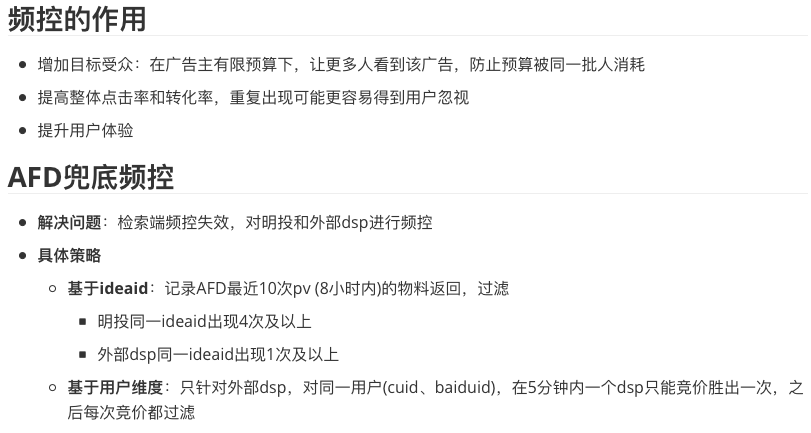 频控的作用
增加目标受众：在广告主有限预算下，让更多人看到该广告，防止预算被同一批人消耗
提高整体点击率和转化率，重复出现可能更容易得到用户忽视
提升用户体验
AFD兜底频控
解决问题：检索端频控失效，对明投和外部dsp进行频控
具体策略
基于ideaid：记录AFD最近10次pv (8小时内)的物料返回，过滤
明投同一ideaid出现4次及以上
外部dsp同一ideaid出现1次及以上
基于用户维度：只针对外部dsp，对同一用户(cuid、baiduid)，在5分钟内一个dsp只能竞价胜出一次，之
后每次竞价都过滤